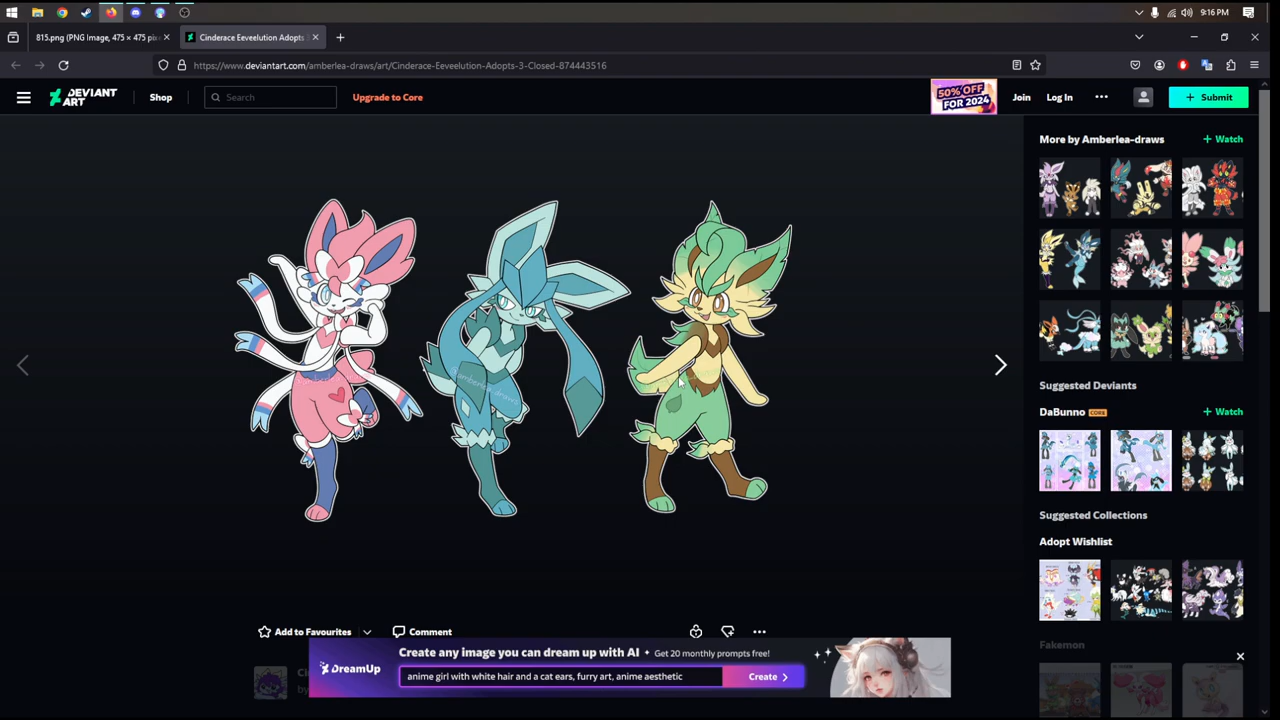 9:16 PM
815.png (PNG Image, 475 × 475 pix
Cinderace Eeveelution Adopts
https://www.deviantart.com/amberlea-draws/art/Cinderace-Eeveelution-Adopts-3-Closed-874443516
DEVIANT ART
Shop
Search
Upgrade to Core
50% OFF FOR 2024
Join
Log In
+ Submit
More by Amberlea-draws
+ Watch
@amberlea-draws
Suggested Deviants
DaBunno CORE
+ Watch
Suggested Collections
Adopt Wishlist
Add to Favourites
Comment
Fakemon
DreamUp
Create any image you can dream up with AI
Get 20 monthly prompts free!
anime girl with white hair and a cat ears, furry art, anime aesthetic
Create